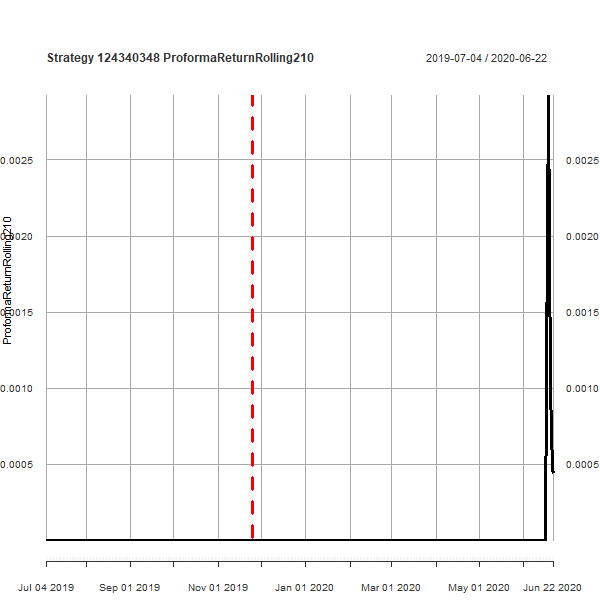 Strategy 124340348 ProformaReturnRolling210
2019-07-04 / 2020-06-22
ProformaReturnRolling210
0.0025
0.0020
0.0015
0.0010
0.0005
0.0025
0.0020
0.0015
0.0010
0.0005
Jul 04 2019
Sep 01 2019
Nov 01 2019
Jan 01 2020
Mar 01 2020
May 01 2020
Jun 22 2020